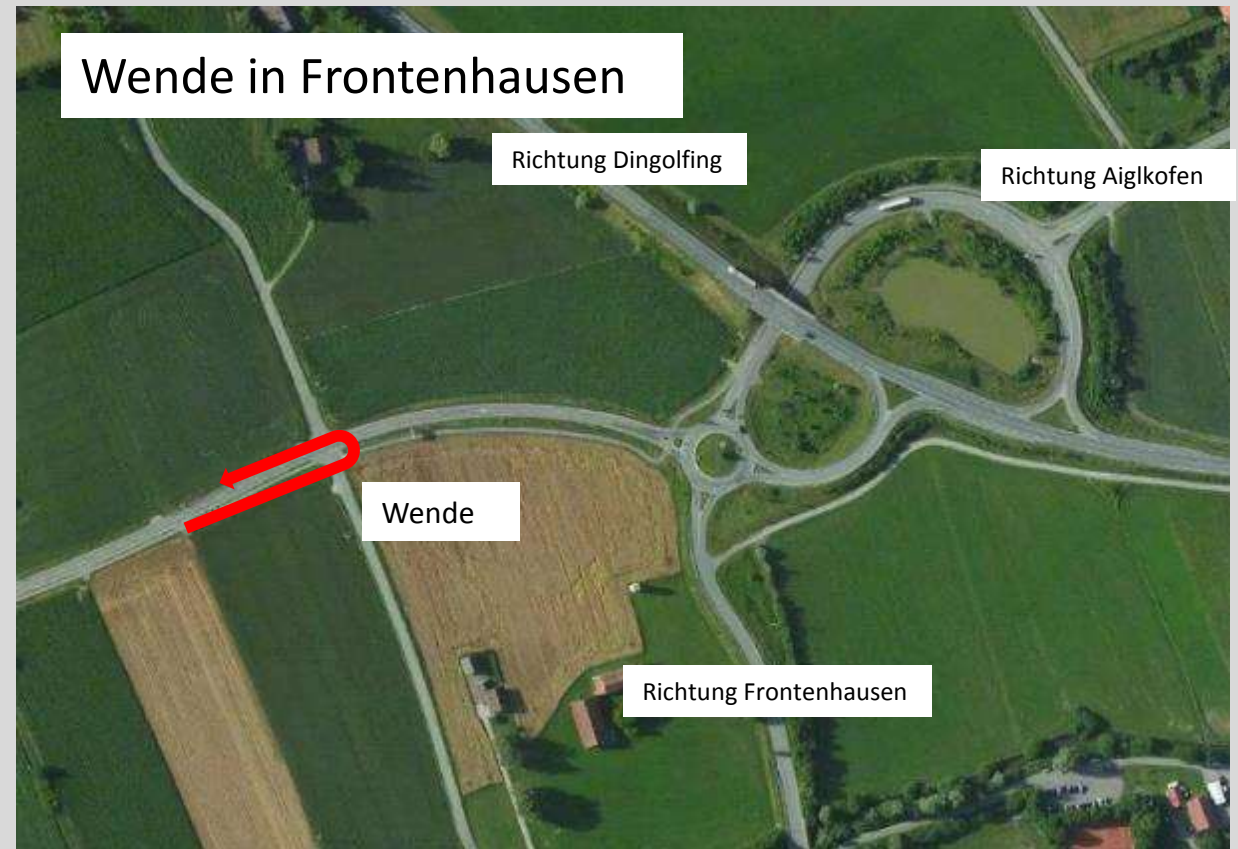 Wende in Frontenhausen
Richtung Dingolfing
Richtung Aiglkofen
Wende
Richtung Frontenhausen